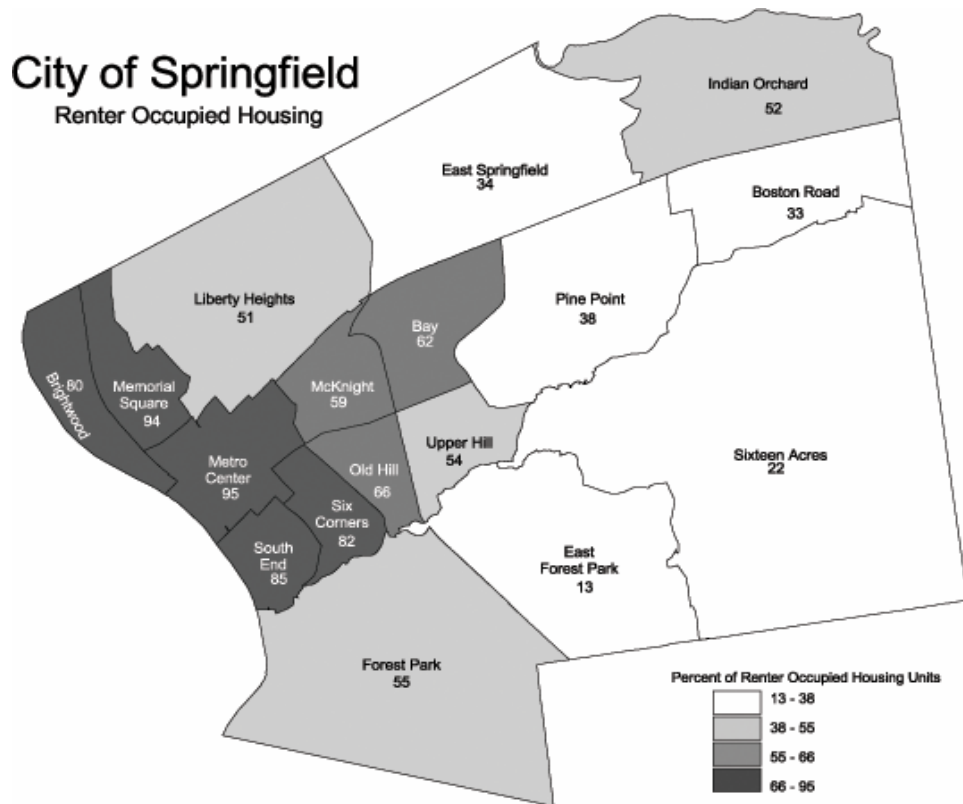 City of Springfield
Renter Occupied Housing
Indian Orchard
52
East Springfield
34
Boston Road
33
Liberty Heights
51
Pine Point
38
Bay
62
Brightwood
80
Memorial
Square
94
McKnight
59
Upper Hill
54
Metro
Center
95
Old Hill
66
Sixteen Acres
22
Six
Corners
82
South
End
85
East
Forest Park
13
Forest Park
55
Percent of Renter Occupied Housing Units
13 - 38
38 - 55
55 - 66
66 - 95